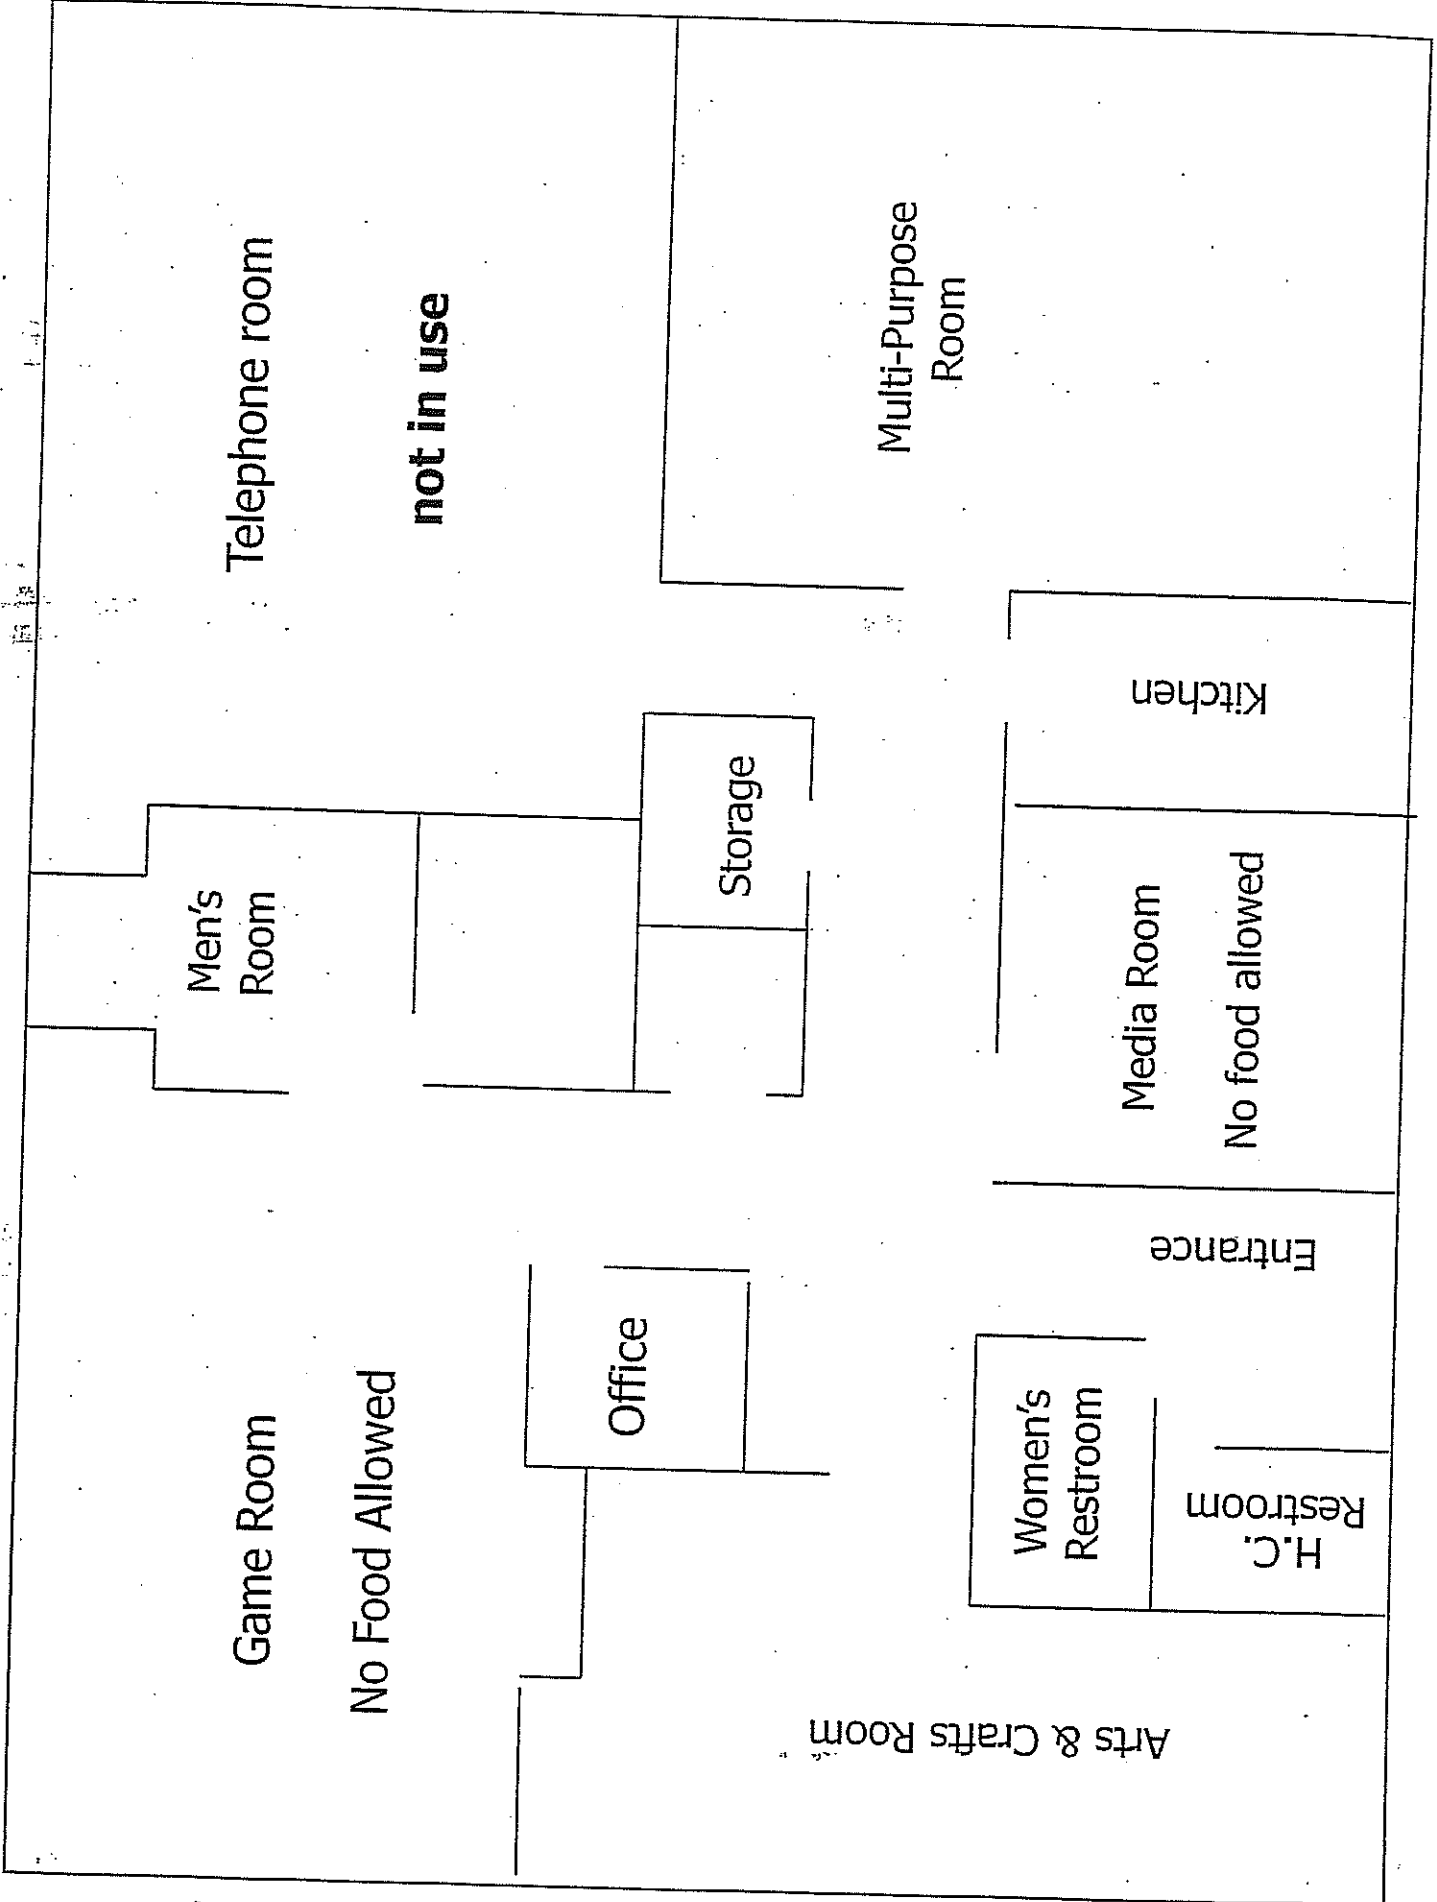 Telephone room
not in use
Multi-Purpose
Room
Kitchen
Men's
Room
Storage
Media Room
No food allowed
Entrance
Office
Game Room
No Food Allowed
Women's
Restroom
H.C.
Restroom
Arts & Crafts Room